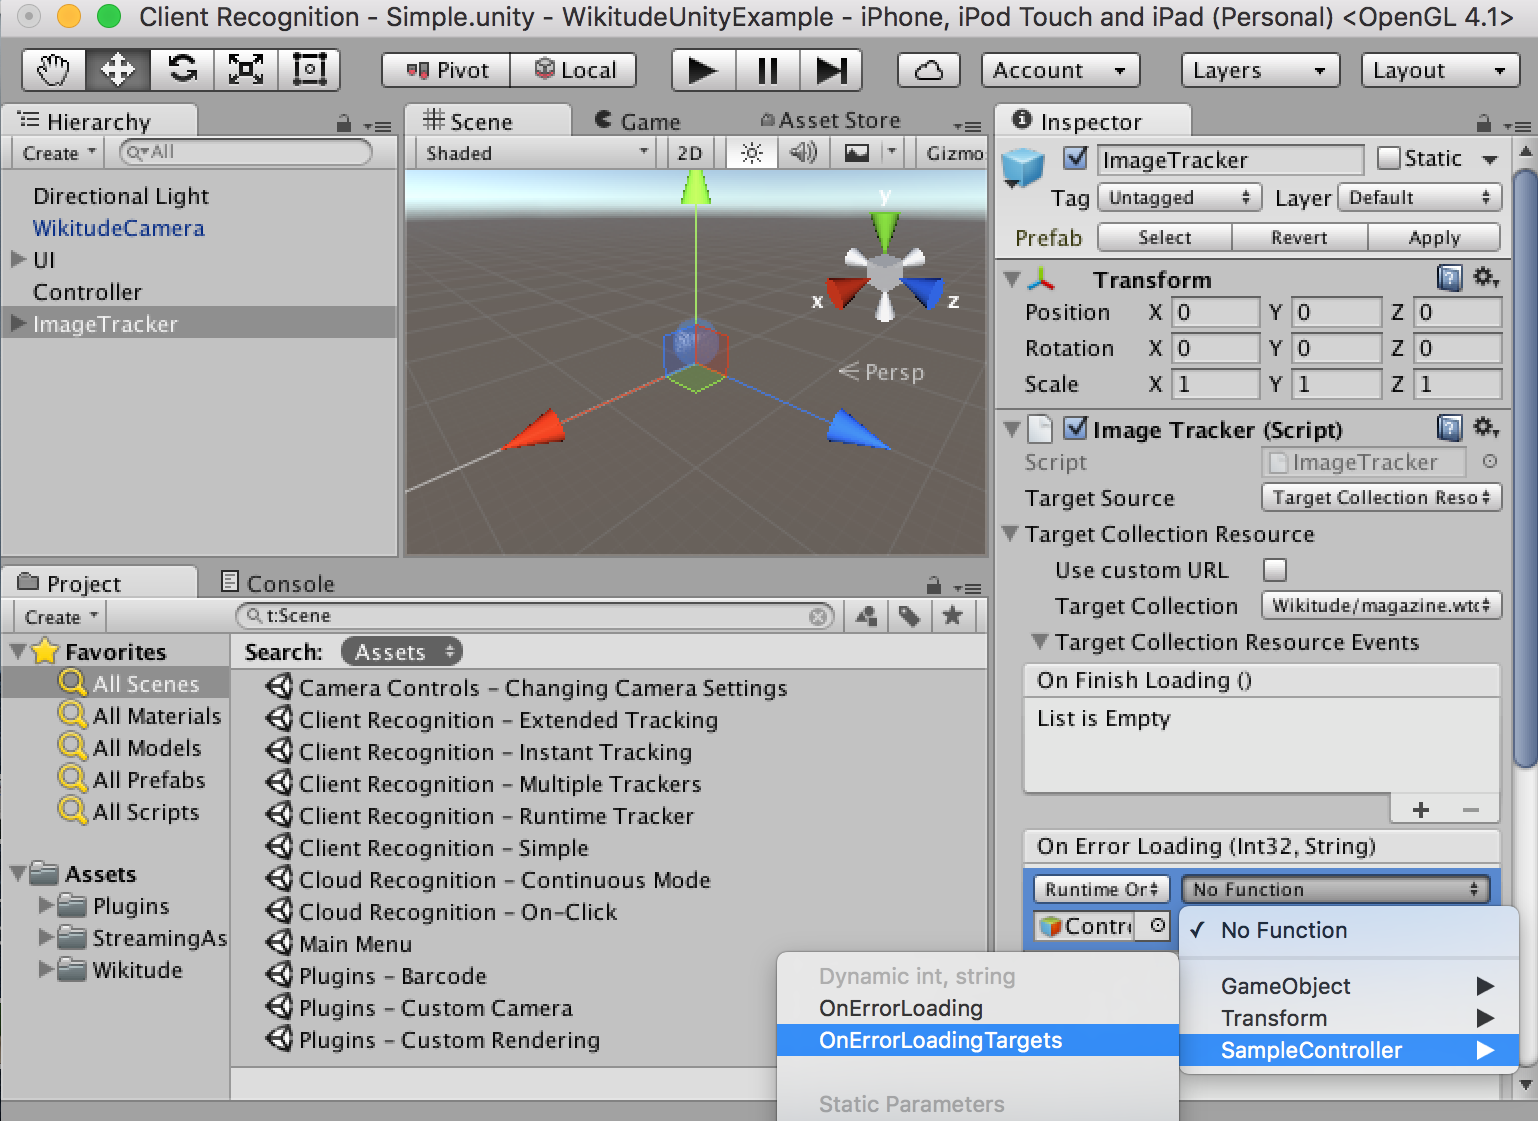 Client Recognition - Simple.unity - WikitudeUnityExample - iPhone, iPod Touch and iPad (Personal) <OpenGL 4.1>
Pivot Local Account Layers Layout
Hierarchy
Create All
Directional Light
WikitudeCamera
UI
Controller
ImageTracker
Scene Game Asset Store
Shaded 2D Gizmo
y
x
z
Persp
Project Console
Create t:Scene
Favorites
All Scenes
All Materials
All Models
All Prefabs
All Scripts
Assets
Plugins
StreamingAs
Wikitude
Search: Assets
Camera Controls – Changing Camera Settings
Client Recognition – Extended Tracking
Client Recognition – Instant Tracking
Client Recognition – Multiple Trackers
Client Recognition – Runtime Tracker
Client Recognition – Simple
Cloud Recognition – Continuous Mode
Cloud Recognition – On-Click
Main Menu
Plugins – Barcode
Plugins – Custom Camera
Plugins – Custom Rendering
Inspector
ImageTracker Static
Tag Untagged Layer Default
Prefab Select Revert Apply
Transform
Position X 0 Y 0 Z 0
Rotation X 0 Y 0 Z 0
Scale X 1 Y 1 Z 1
Image Tracker (Script)
Script ImageTracker
Target Source Target Collection Reso
Target Collection Resource
Use custom URL
Target Collection Wikitude/magazine.wtc
Target Collection Resource Events
On Finish Loading ()
List is Empty
+ −
On Error Loading (Int32, String)
Runtime Or No Function
Contr
✓ No Function
GameObject
Transform
SampleController
Dynamic int, string
OnErrorLoading
OnErrorLoadingTargets
Static Parameters